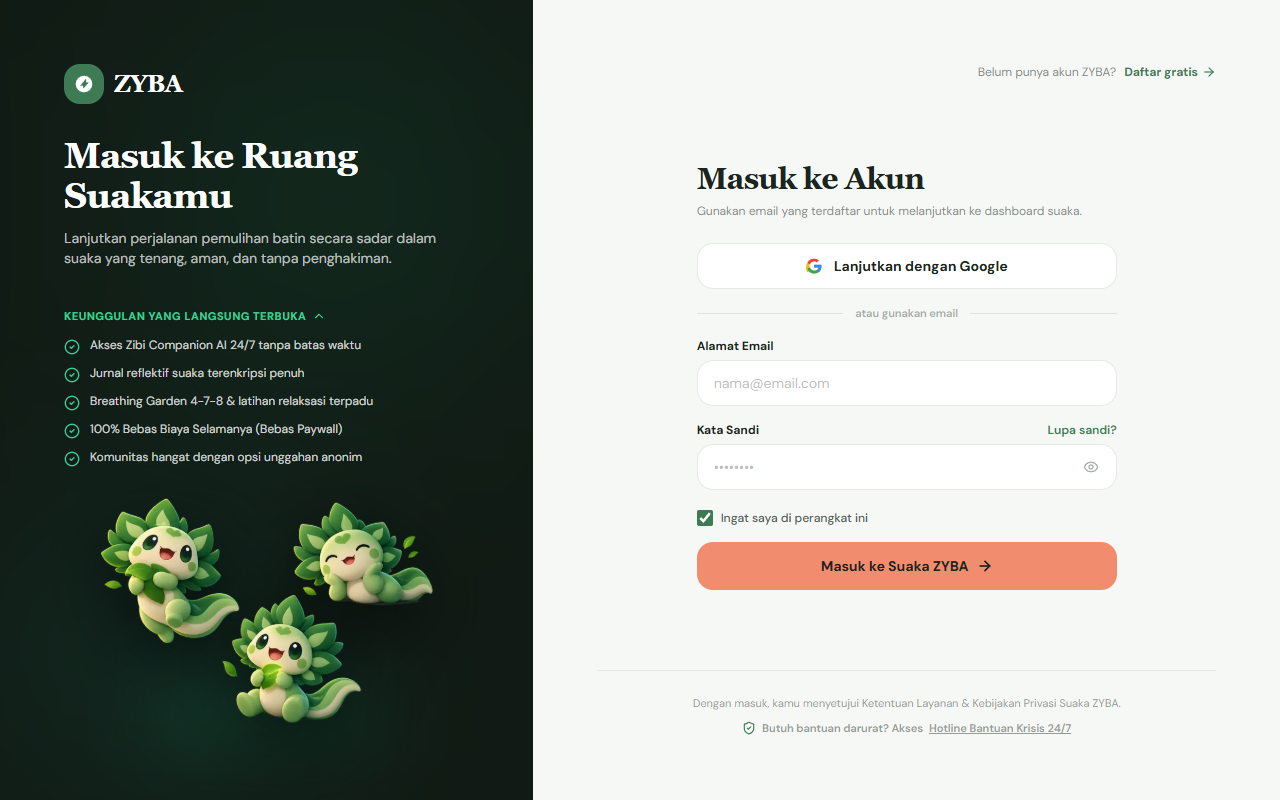 ZYBA
Masuk ke Ruang
Suakamu
Lanjutkan perjalanan pemulihan batin secara sadar dalam
suaka yang tenang, aman, dan tanpa penghakiman.
KEUNGGULAN YANG LANGSUNG TERBUKA
Akses Zibi Companion AI 24/7 tanpa batas waktu
Jurnal reflektif suaka terenkripsi penuh
Breathing Garden 4-7-8 & latihan relaksasi terpadu
100% Bebas Biaya Selamanya (Bebas Paywall)
Komunitas hangat dengan opsi unggahan anonim
Belum punya akun ZYBA? Daftar gratis →
Masuk ke Akun
Gunakan email yang terdaftar untuk melanjutkan ke dashboard suaka.
Lanjutkan dengan Google
atau gunakan email
Alamat Email
nama@email.com
Kata Sandi Lupa sandi?
••••••••
Ingat saya di perangkat ini
Masuk ke Suaka ZYBA →
Dengan masuk, kamu menyetujui Ketentuan Layanan & Kebijakan Privasi Suaka ZYBA.
Butuh bantuan darurat? Akses Hotline Bantuan Krisis 24/7